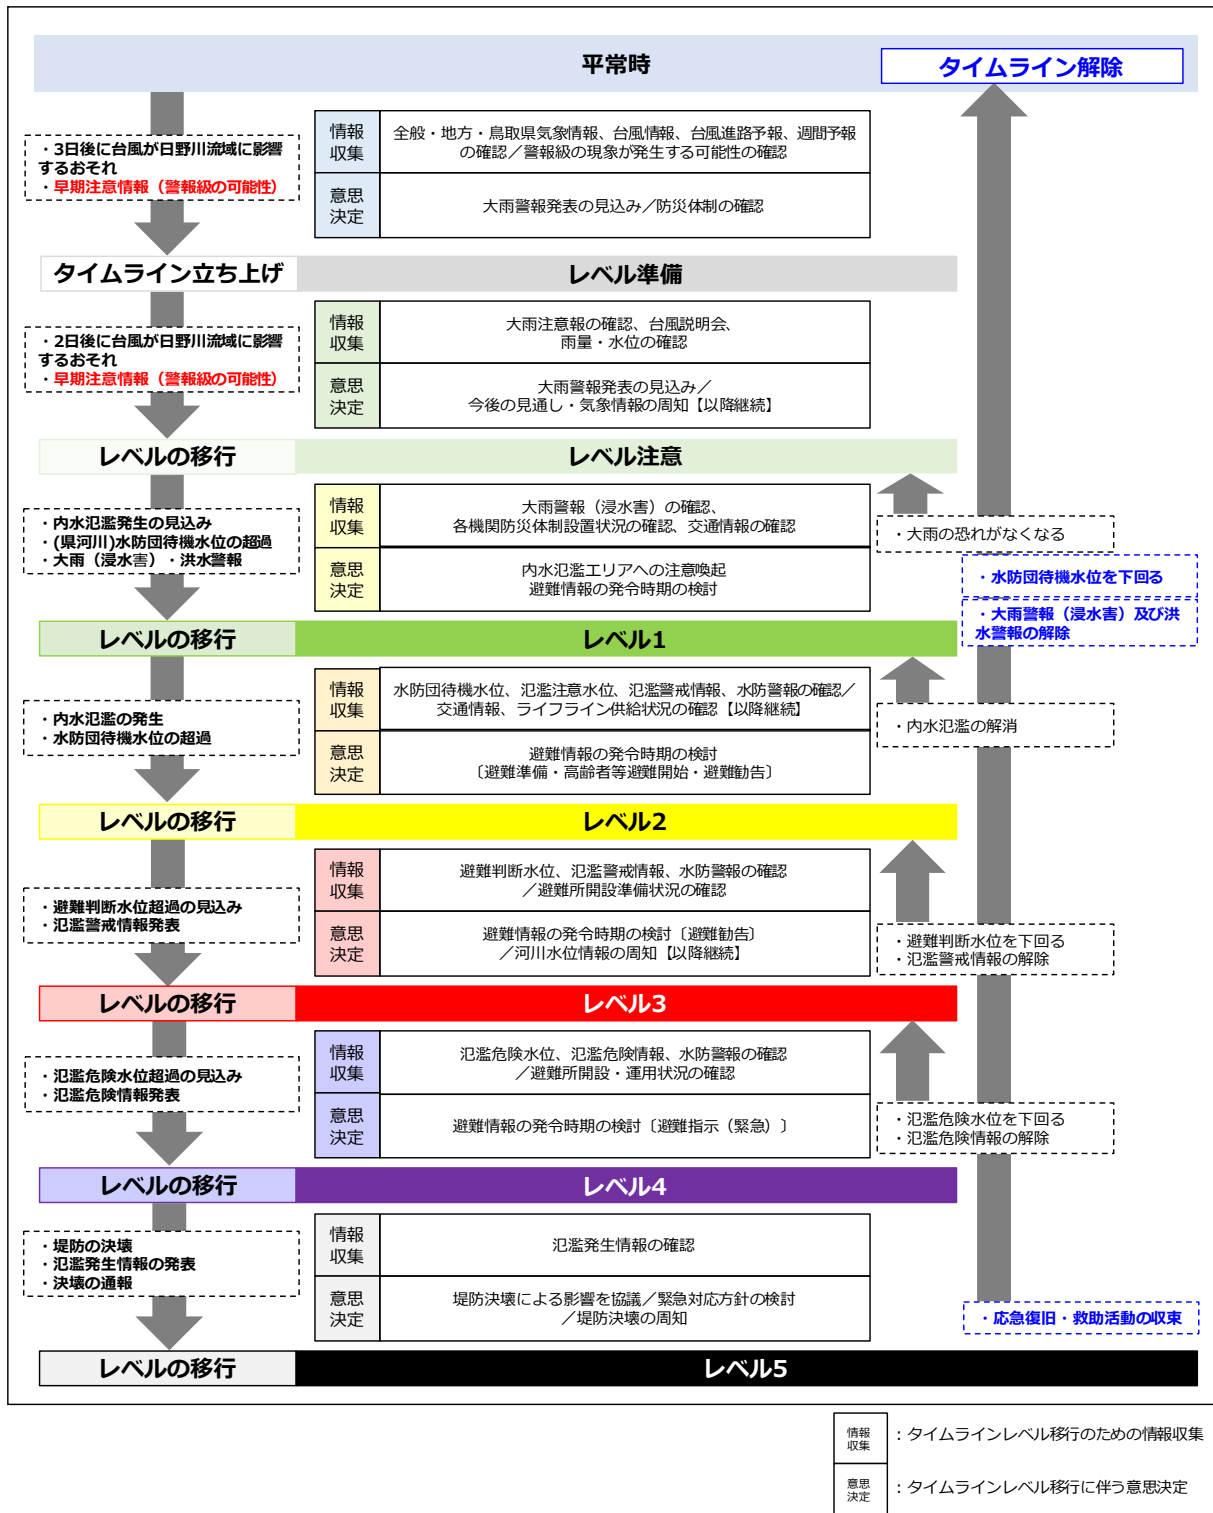 平常時
タイムライン解除
・3日後に台風が日野川流域に影響
するおそれ
・早期注意情報（警報級の可能性）
情報
収集
全般・地方・鳥取県気象情報、台風情報、台風進路予報、週間予報
の確認／警報級の現象が発生する可能性の確認
意思
決定
大雨警報発表の見込み／防災体制の確認
タイムライン立ち上げ
レベル準備
・2日後に台風が日野川流域に影響
するおそれ
・早期注意情報（警報級の可能性）
情報
収集
大雨注意報の確認、台風説明会、
雨量・水位の確認
意思
決定
大雨警報発表の見込み／
今後の見通し・気象情報の周知【以降継続】
レベルの移行
レベル注意
・内水氾濫発生の見込み
・(県河川)水防団待機水位の超過
・大雨（浸水害）・洪水警報
情報
収集
大雨警報（浸水害）の確認、
各機関防災体制設置状況の確認、交通情報の確認
意思
決定
内水氾濫エリアへの注意喚起
避難情報の発令時期の検討
・大雨の恐れがなくなる
・水防団待機水位を下回る
・大雨警報（浸水害）及び洪
水警報の解除
レベルの移行
レベル1
・内水氾濫の発生
・水防団待機水位の超過
情報
収集
水防団待機水位、氾濫注意水位、氾濫警戒情報、水防警報の確認／
交通情報、ライフライン供給状況の確認【以降継続】
意思
決定
避難情報の発令時期の検討
〔避難準備・高齢者等避難開始・避難勧告〕
・内水氾濫の解消
レベルの移行
レベル2
・避難判断水位超過の見込み
・氾濫警戒情報発表
情報
収集
避難判断水位、氾濫警戒情報、水防警報の確認
／避難所開設準備状況の確認
意思
決定
避難情報の発令時期の検討〔避難勧告〕
／河川水位情報の周知【以降継続】
・避難判断水位を下回る
・氾濫警戒情報の解除
レベルの移行
レベル3
・氾濫危険水位超過の見込み
・氾濫危険情報発表
情報
収集
氾濫危険水位、氾濫危険情報、水防警報の確認
／避難所開設・運用状況の確認
意思
決定
避難情報の発令時期の検討〔避難指示（緊急）〕
・氾濫危険水位を下回る
・氾濫危険情報の解除
レベルの移行
レベル4
・堤防の決壊
・氾濫発生情報の発表
・決壊の通報
情報
収集
氾濫発生情報の確認
意思
決定
堤防決壊による影響を協議／緊急対応方針の検討
／堤防決壊の周知
・応急復旧・救助活動の収束
レベルの移行
レベル5
情報
収集
：タイムラインレベル移行のための情報収集
意思
決定
：タイムラインレベル移行に伴う意思決定